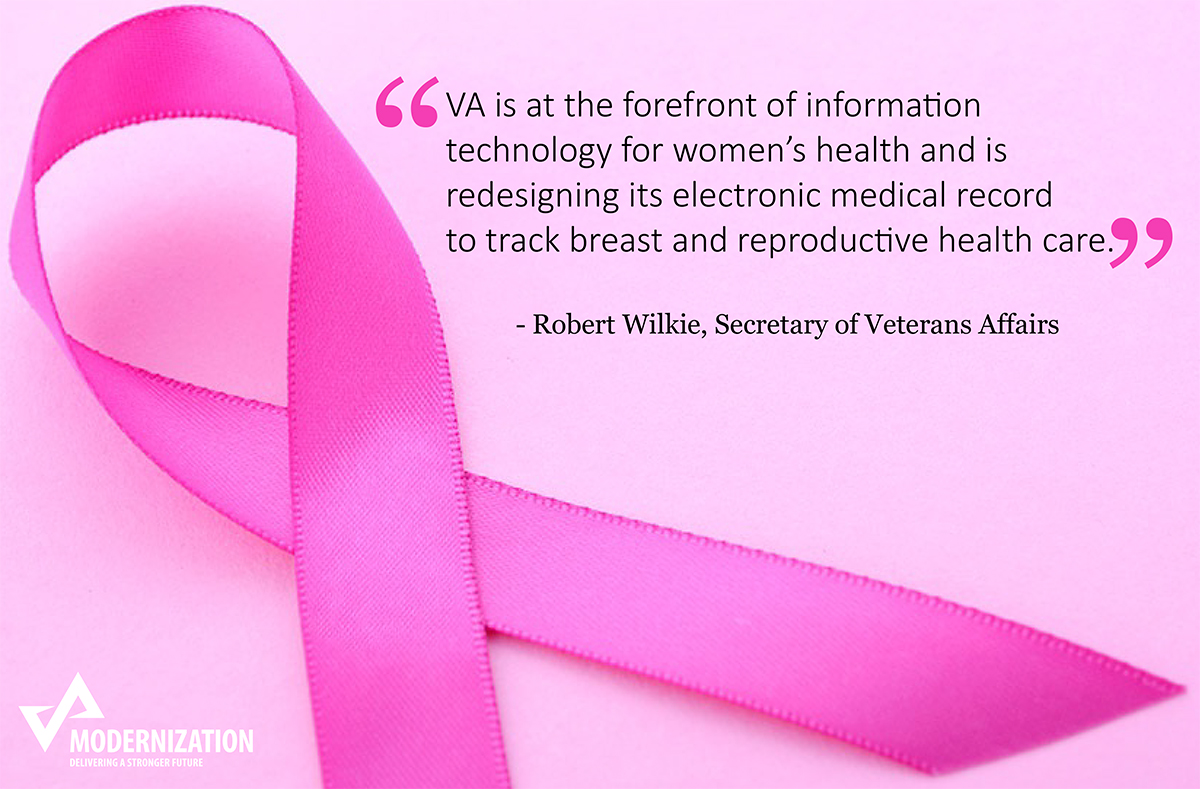 “VA is at the forefront of information
technology for women’s health and is
redesigning its electronic medical record
to track breast and reproductive health care.”
- Robert Wilkie, Secretary of Veterans Affairs
VA
MODERNIZATION
DELIVERING A STRONGER FUTURE